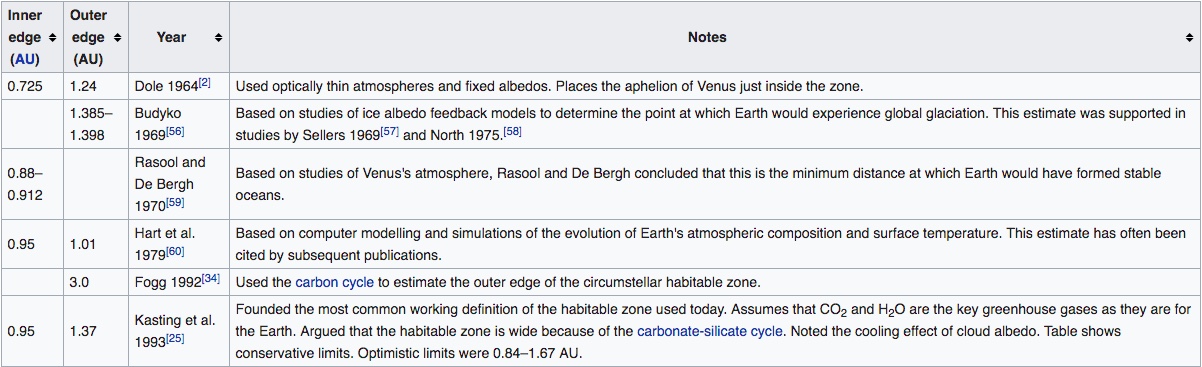 Inner edge (AU) Outer edge (AU) Year Notes
0.725 1.24 Dole 1964[2] Used optically thin atmospheres and fixed albedos. Places the aphelion of Venus just inside the zone.
1.385– Budyko Based on studies of ice albedo feedback models to determine the point at which Earth would experience global glaciation. This estimate was supported in
1.398 1969[56] studies by Sellers 1969[57] and North 1975.[58]
Rasool and
0.88– De Bergh Based on studies of Venus's atmosphere, Rasool and De Bergh concluded that this is the minimum distance at which Earth would have formed stable
0.912 1970[59] oceans.
0.95 1.01 Hart et al. Based on computer modelling and simulations of the evolution of Earth's atmospheric composition and surface temperature. This estimate has often been
1979[60] cited by subsequent publications.
3.0 Fogg 1992[34] Used the carbon cycle to estimate the outer edge of the circumstellar habitable zone.
0.95 1.37 Kasting et al. Founded the most common working definition of the habitable zone used today. Assumes that CO2 and H2O are the key greenhouse gases as they are for
1993[25] the Earth. Argued that the habitable zone is wide because of the carbonate-silicate cycle. Noted the cooling effect of cloud albedo. Table shows
conservative limits. Optimistic limits were 0.84–1.67 AU.